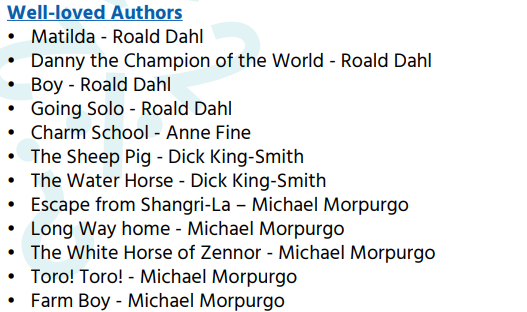 Well-loved Authors
• Matilda - Roald Dahl
• Danny the Champion of the World - Roald Dahl
• Boy - Roald Dahl
• Going Solo - Roald Dahl
• Charm School - Anne Fine
• The Sheep Pig - Dick King-Smith
• The Water Horse - Dick King-Smith
• Escape from Shangri-La – Michael Morpurgo
• Long Way home - Michael Morpurgo
• The White Horse of Zennor - Michael Morpurgo
• Toro! Toro! - Michael Morpurgo
• Farm Boy - Michael Morpurgo